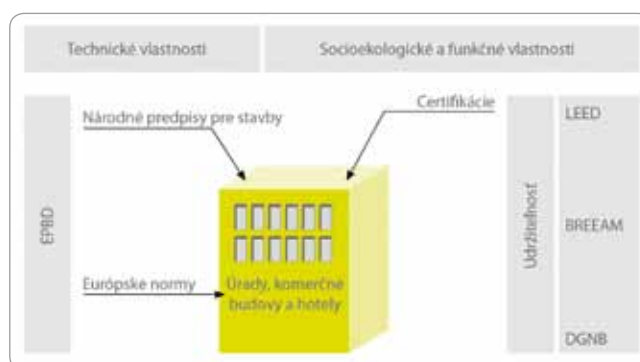 Technické vlastnosti
Socioekologické a funkčné vlastnosti
Národné predpisy pre stavby
Certifikácie
LEED
EPBD
Udržiteľnosť
BREEAM
Európske normy
Úrady, komerčné
budovy a hotely
DGNB